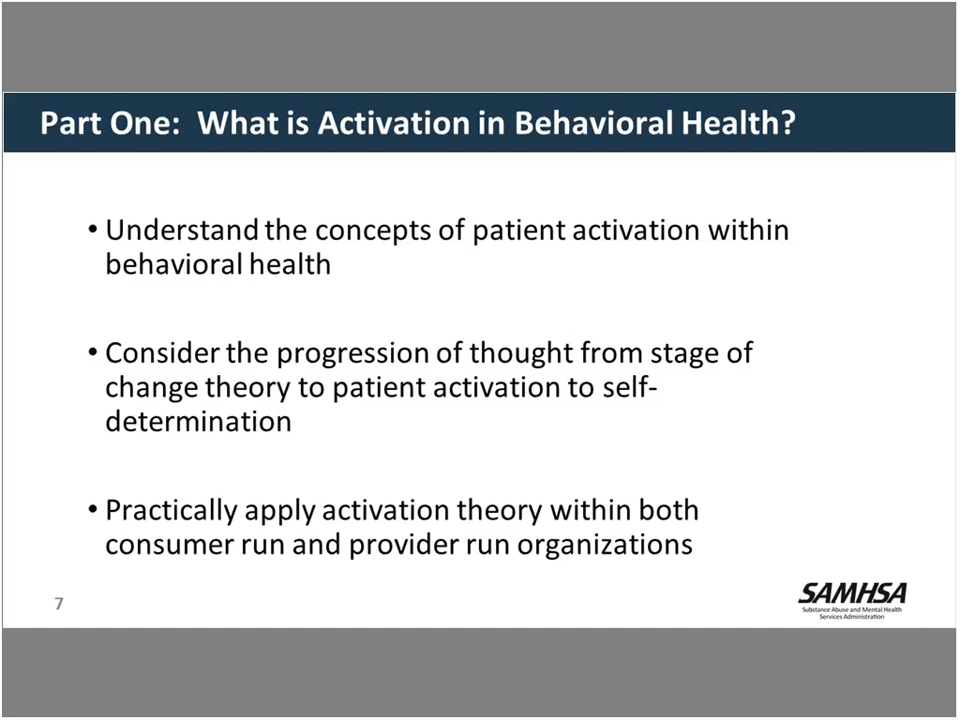 Part One:  What is Activation in Behavioral Health?
• Understand the concepts of patient activation within
behavioral health
• Consider the progression of thought from stage of
change theory to patient activation to self-
determination
• Practically apply activation theory within both
consumer run and provider run organizations
7
SAMHSA
Substance Abuse and Mental Health
Services Administration